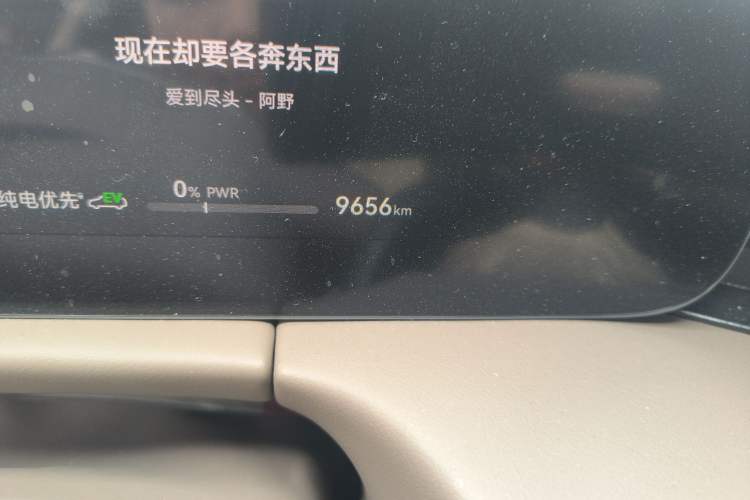 现在却要各奔东西
爱到尽头 - 阿野
纯电优先 EV
0% PWR
9656km